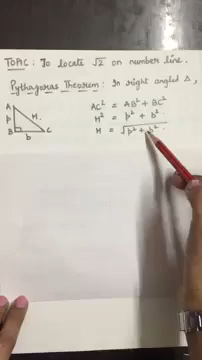 TOPIC: To locate √2 on number line.
Pythagoras Theorem: In right angled △,
A
AC² = AB² + BC²
P
H.
H² = p² + b²
B
C
H = √p² + b²
b